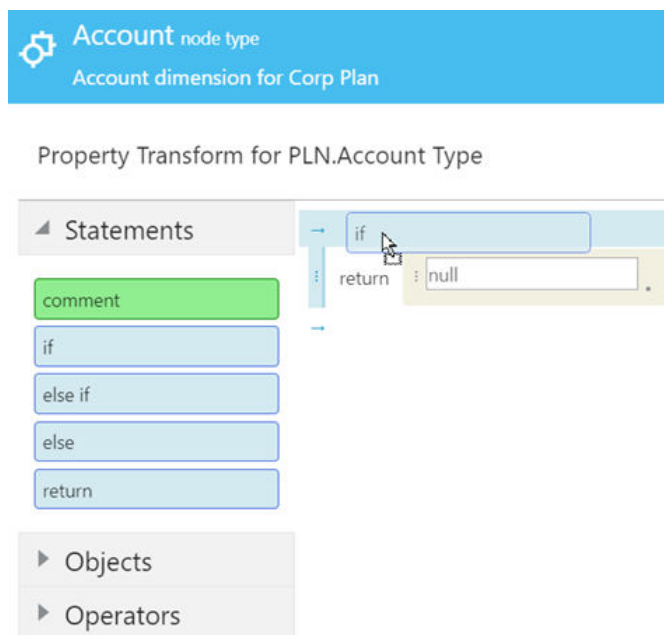 Account node type
Account dimension for Corp Plan
Property Transform for PLN.Account Type
Statements
if
return null .
comment
if
else if
else
return
Objects
Operators